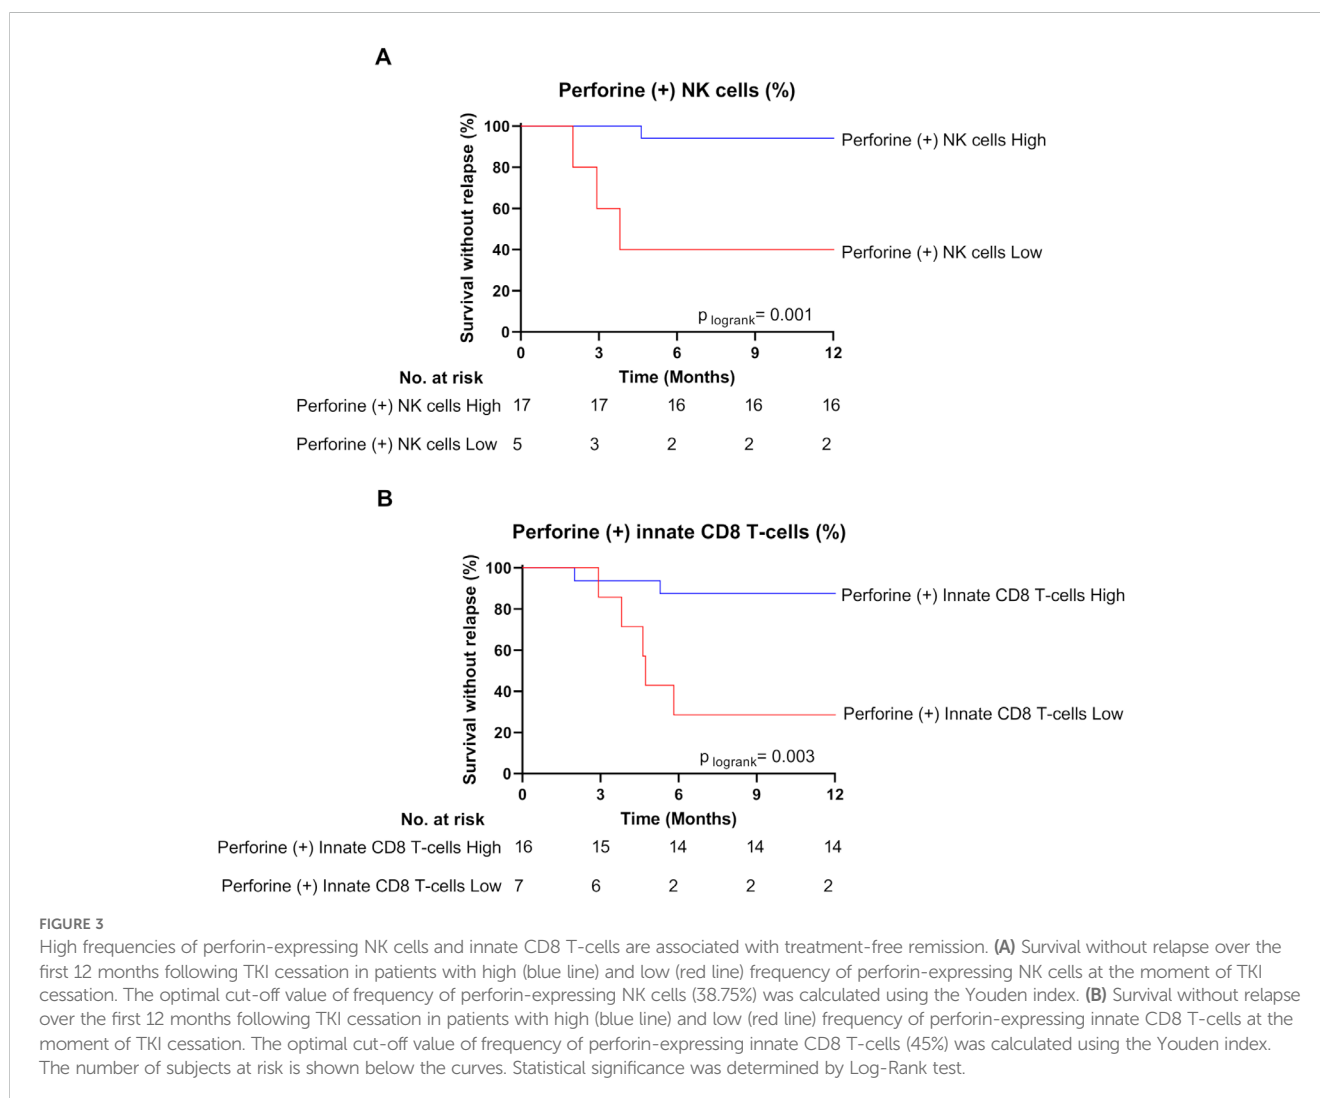 A
Perforine (+) NK cells (%)
Survival without relapse (%)
100
80
60
40
20
0
Perforine (+) NK cells High
Perforine (+) NK cells Low
p logrank= 0.001
0 3 6 9 12
No. at risk Time (Months)
Perforine (+) NK cells High 17 17 16 16 16
Perforine (+) NK cells Low 5 3 2 2 2
B
Perforine (+) innate CD8 T-cells (%)
Survival without relapse (%)
100
80
60
40
20
0
Perforine (+) Innate CD8 T-cells High
Perforine (+) Innate CD8 T-cells Low
p logrank= 0.003
0 3 6 9 12
No. at risk Time (Months)
Perforine (+) Innate CD8 T-cells High 16 15 14 14 14
Perforine (+) Innate CD8 T-cells Low 7 6 2 2 2
FIGURE 3
High frequencies of perforin-expressing NK cells and innate CD8 T-cells are associated with treatment-free remission. (A) Survival without relapse over the
first 12 months following TKI cessation in patients with high (blue line) and low (red line) frequency of perforin-expressing NK cells at the moment of TKI
cessation. The optimal cut-off value of frequency of perforin-expressing NK cells (38.75%) was calculated using the Youden index. (B) Survival without relapse
over the first 12 months following TKI cessation in patients with high (blue line) and low (red line) frequency of perforin-expressing innate CD8 T-cells at the
moment of TKI cessation. The optimal cut-off value of frequency of perforin-expressing innate CD8 T-cells (45%) was calculated using the Youden index.
The number of subjects at risk is shown below the curves. Statistical significance was determined by Log-Rank test.